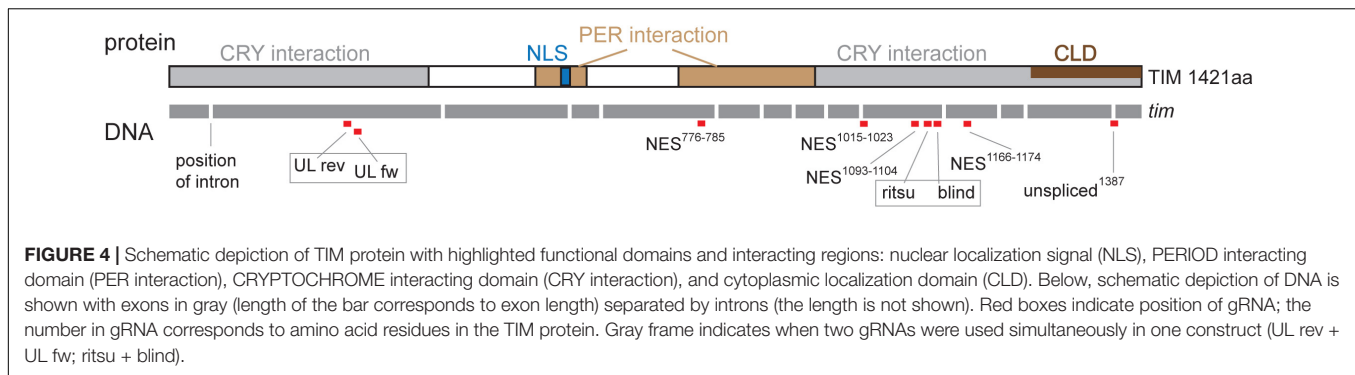 protein
CRY interaction
NLS
PER interaction
CRY interaction
CLD
TIM 1421aa
tim
DNA
position
of intron
UL rev
UL fw
NES776-785
NES1015-1023
NES1093-1104
ritsu
blind
NES1166-1174
unspliced1387
FIGURE 4 | Schematic depiction of TIM protein with highlighted functional domains and interacting regions: nuclear localization signal (NLS), PERIOD interacting
domain (PER interaction), CRYPTOCHROME interacting domain (CRY interaction), and cytoplasmic localization domain (CLD). Below, schematic depiction of DNA is
shown with exons in gray (length of the bar corresponds to exon length) separated by introns (the length is not shown). Red boxes indicate position of gRNA; the
number in gRNA corresponds to amino acid residues in the TIM protein. Gray frame indicates when two gRNAs were used simultaneously in one construct (UL rev +
UL fw; ritsu + blind).